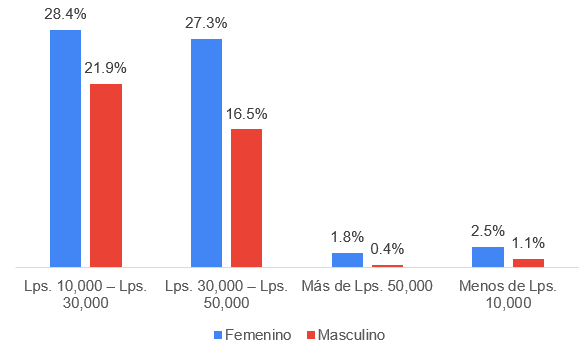 28.4%
27.3%
21.9%
16.5%
1.8%
0.4%
2.5%
1.1%
Lps. 10,000 – Lps.
30,000
Lps. 30,000 – Lps.
50,000
Más de Lps. 50,000
Menos de Lps.
10,000
Femenino
Masculino